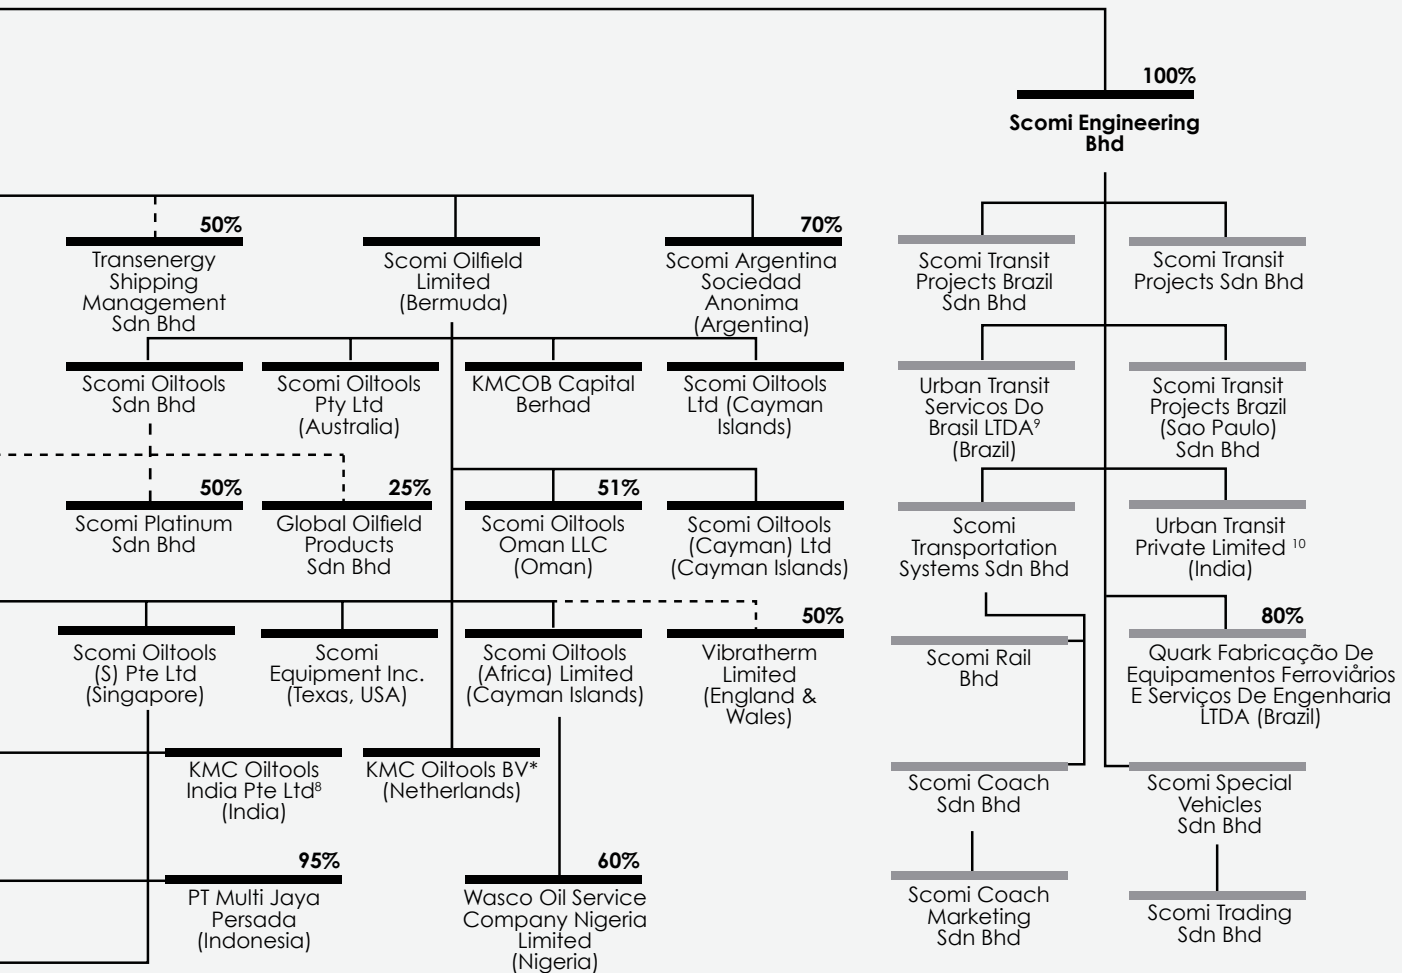 100%
Scomi Engineering
Bhd
50%
Transenergy
Shipping
Management
Sdn Bhd
Scomi Oilfield
Limited
(Bermuda)
70%
Scomi Argentina
Sociedad
Anonima
(Argentina)
Scomi Transit
Projects Brazil
Sdn Bhd
Scomi Transit
Projects Sdn Bhd
Scomi Oiltools
Sdn Bhd
Scomi Oiltools
Pty Ltd
(Australia)
KMCOB Capital
Berhad
Scomi Oiltools
Ltd (Cayman
Islands)
Urban Transit
Servicos Do
Brasil LTDA⁹
(Brazil)
Scomi Transit
Projects Brazil
(Sao Paulo)
Sdn Bhd
50%
Scomi Platinum
Sdn Bhd
25%
Global Oilfield
Products
Sdn Bhd
51%
Scomi Oiltools
Oman LLC
(Oman)
Scomi Oiltools
(Cayman) Ltd
(Cayman Islands)
Scomi
Transportation
Systems Sdn Bhd
Urban Transit
Private Limited ¹⁰
(India)
Scomi Oiltools
(S) Pte Ltd
(Singapore)
Scomi
Equipment Inc.
(Texas, USA)
Scomi Oiltools
(Africa) Limited
(Cayman Islands)
50%
Vibratherm
Limited
(England &
Wales)
Scomi Rail
Bhd
80%
Quark Fabricação De
Equipamentos Ferroviårios
E Serviços De Engenharia
LTDA (Brazil)
KMC Oiltools
India Pte Ltd⁸
(India)
KMC Oiltools BV*
(Netherlands)
Scomi Coach
Sdn Bhd
Scomi Special
Vehicles
Sdn Bhd
95%
PT Multi Jaya
Persada
(Indonesia)
60%
Wasco Oil Service
Company Nigeria
Limited
(Nigeria)
Scomi Coach
Marketing
Sdn Bhd
Scomi Trading
Sdn Bhd